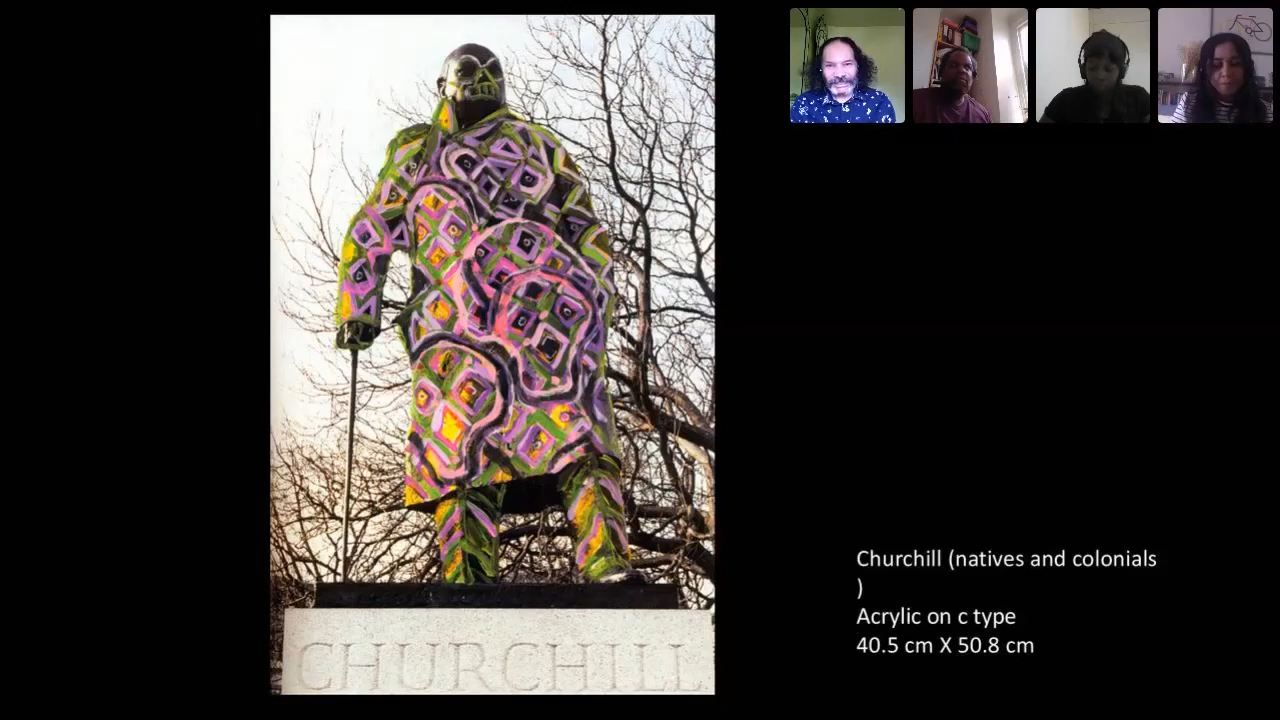 CHURCHILL
Churchill (natives and colonials
)
Acrylic on c type
40.5 cm X 50.8 cm